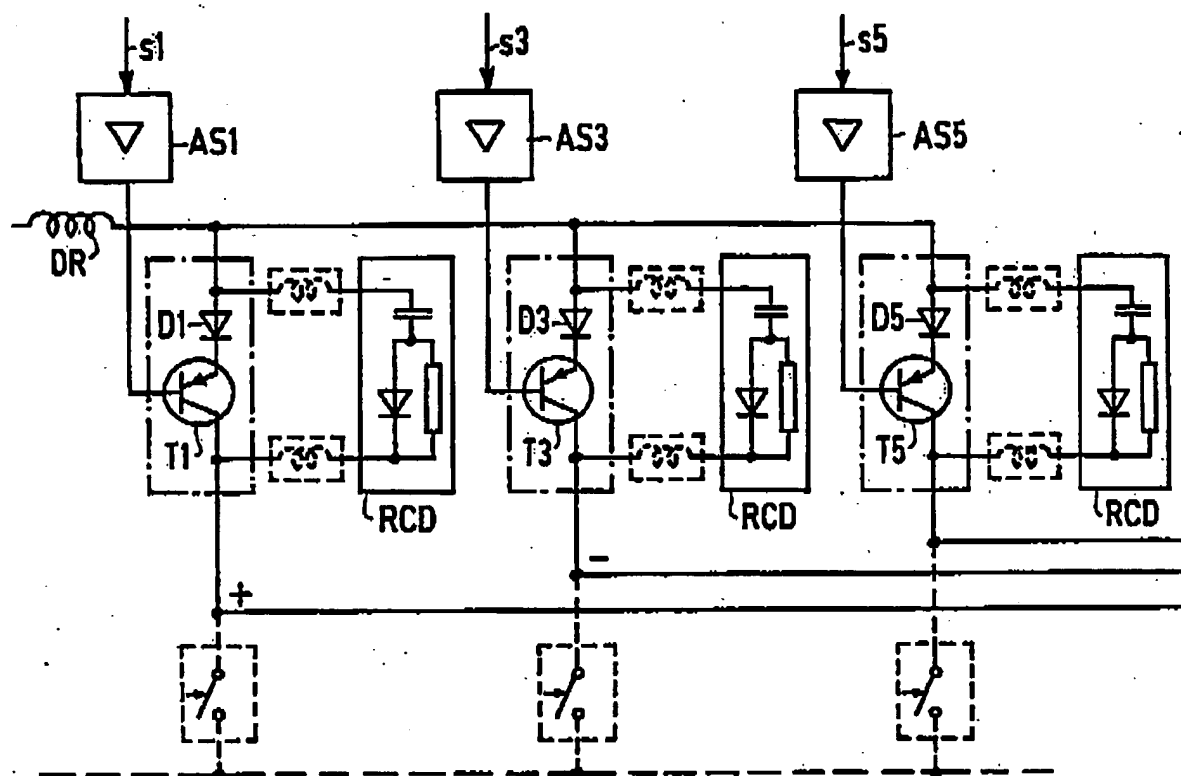 s1
s3
s5
AS1
AS3
AS5
DR
D1
D3
D5
T1
T3
T5
RCD
RCD
RCD
-
+